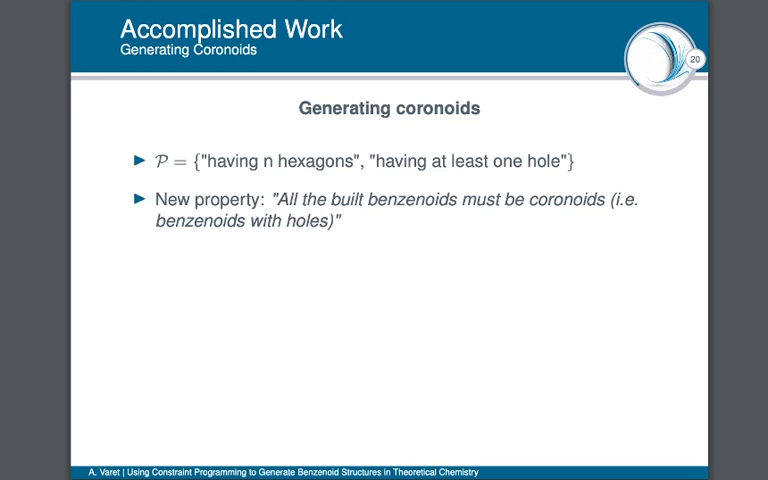 Accomplished Work
Generating Coronoids
20
Generating coronoids
▶ 𝒫 = {"having n hexagons", "having at least one hole"}
▶ New property: "All the built benzenoids must be coronoids (i.e.
benzenoids with holes)"
A. Varet | Using Constraint Programming to Generate Benzenoid Structures in Theoretical Chemistry